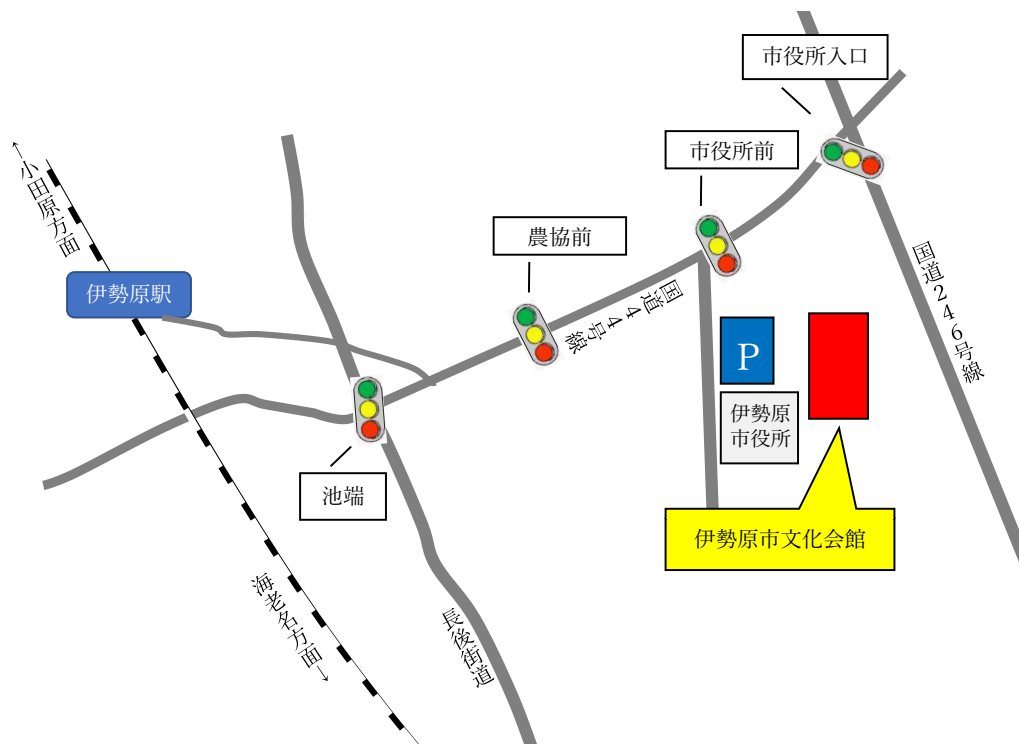 市役所入口
市役所前
←小田原方面
農協前
伊勢原駅
国道246号線
国道44号線
P
伊勢原
市役所
池端
伊勢原市文化会館
海老名方面→
長後街道